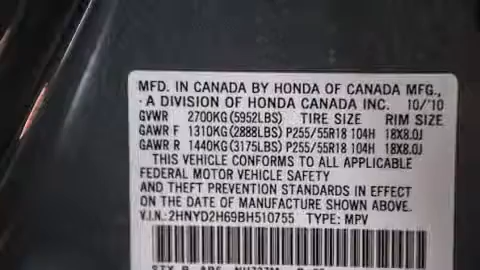 MFD. IN CANADA BY HONDA OF CANADA MFG.,
· A DIVISION OF HONDA CANADA INC. 10/'10
GVWR 2700KG(5952LBS) TIRE SIZE RIM SIZE
GAWR F 1310KG(2888LBS) P255/55R18 104H 18X8.0J
GAWR R 1440KG(3175LBS) P255/55R18 104H 18X8.0J
THIS VEHICLE CONFORMS TO ALL APPLICABLE
FEDERAL MOTOR VEHICLE SAFETY
AND THEFT PREVENTION STANDARDS IN EFFECT
ON THE DATE OF MANUFACTURE SHOWN ABOVE.
V.I.N.:2HNYD2H69BH510755 TYPE: MPV